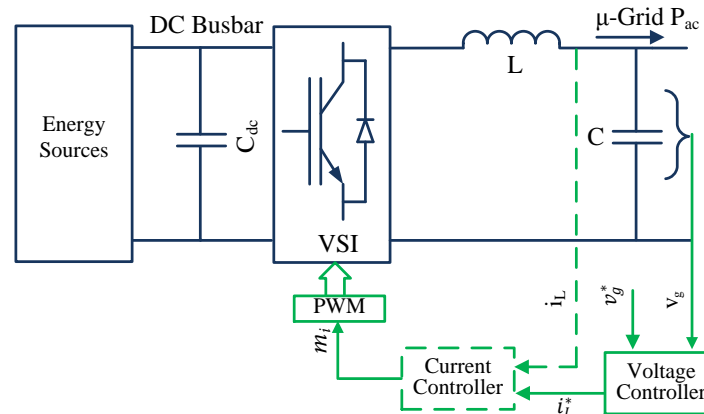 DC Busbar
μ-Grid P_ac
Energy
Sources
C_dc
L
C
VSI
PWM
m_i
i_L
v_g^*
v_g
Current
Controller
i_L^*
Voltage
Controller